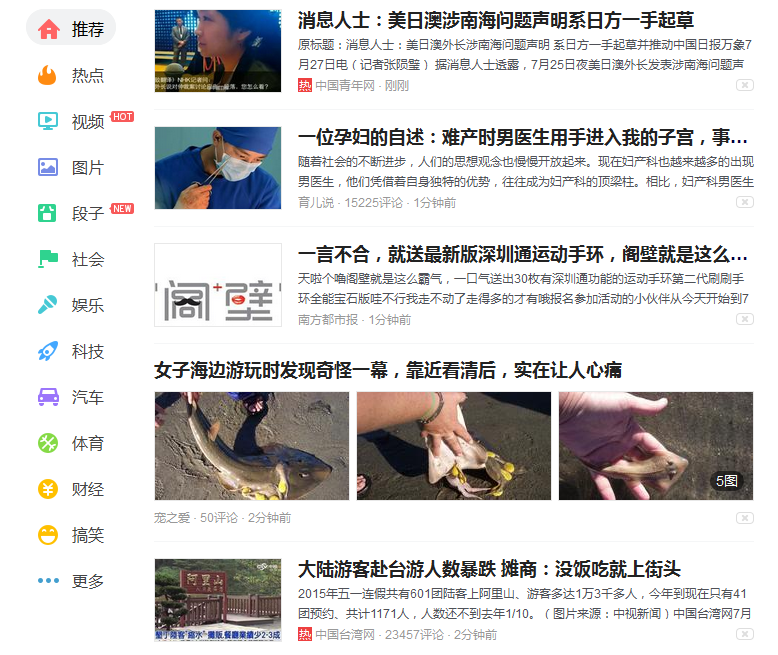 推荐
热点
视频 HOT
图片
段子 NEW
社会
娱乐
科技
汽车
体育
财经
搞笑
更多
消息人士：美日澳涉南海问题声明系日方一手起草
原标题：消息人士：美日澳外长涉南海问题声明 系日方一手起草并推动中国日报万象7
月27日电（记者张陨璧 ）据消息人士透露，7月25日夜美日澳外长发表涉南海问题声
热 中国青年网 · 刚刚
一位孕妇的自述：难产时男医生用手进入我的子宫，事…
随着社会的不断进步，人们的思想观念也慢慢开放起来。现在妇产科也越来越多的出现
男医生，他们凭借着自身独特的优势，往往成为妇产科的顶梁柱。相比，妇产科男医生
育儿说 · 15225评论 · 1分钟前
阁+壁
一言不合，就送最新版深圳通运动手环，阁壁就是这么…
天啦个噜阁壁就是这么霸气，一口气送出30枚有深圳通功能的运动手环第二代刷刷手
环全能宝石版哇不行我走不动了走得多的才有哦报名参加活动的小伙伴从今天开始到7
南方都市报 · 1分钟前
女子海边游玩时发现奇怪一幕，靠近看清后，实在让人心痛
5图
宠之爱 · 50评论 · 2分钟前
阿里山
大陆游客赴台游人数暴跌 摊商：没饭吃就上街头
2015年五一连假共有601团陆客上阿里山、游客多达1万3千多人，今年到现在只有41
团预约、共计1171人，人数还不到去年1/10。（ 图片来源：中视新闻）中国台湾网7月
热 中国台湾网 · 23457评论 · 2分钟前